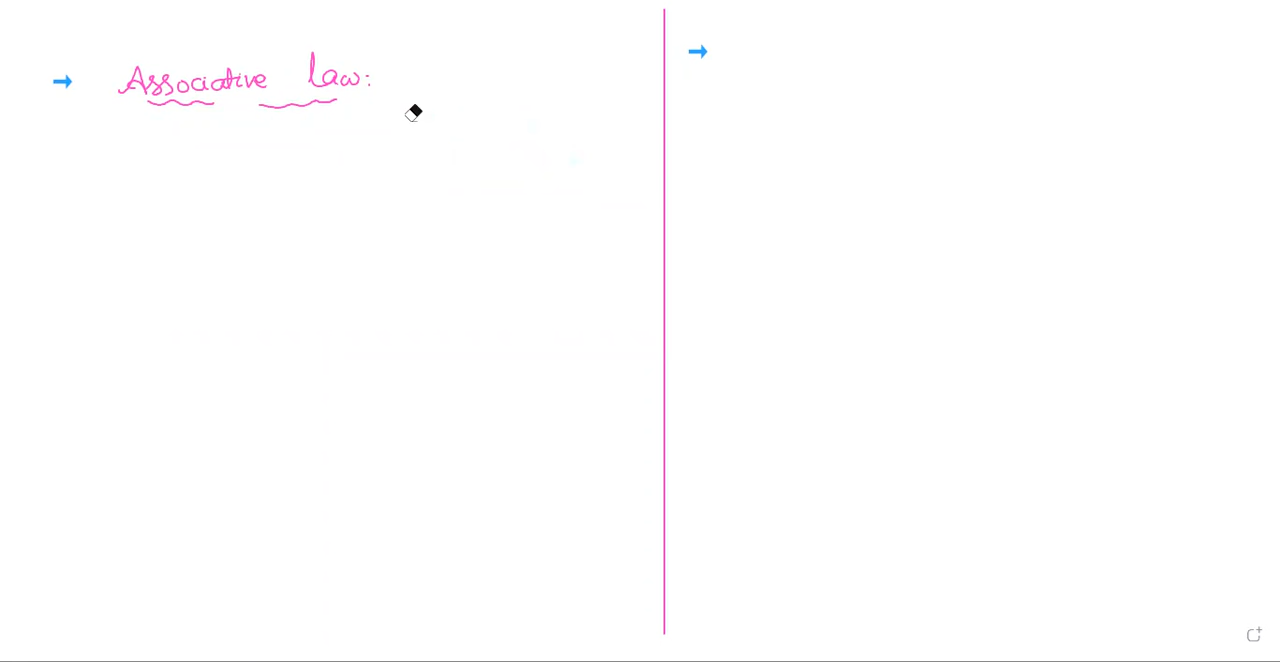 → Associative law:
→